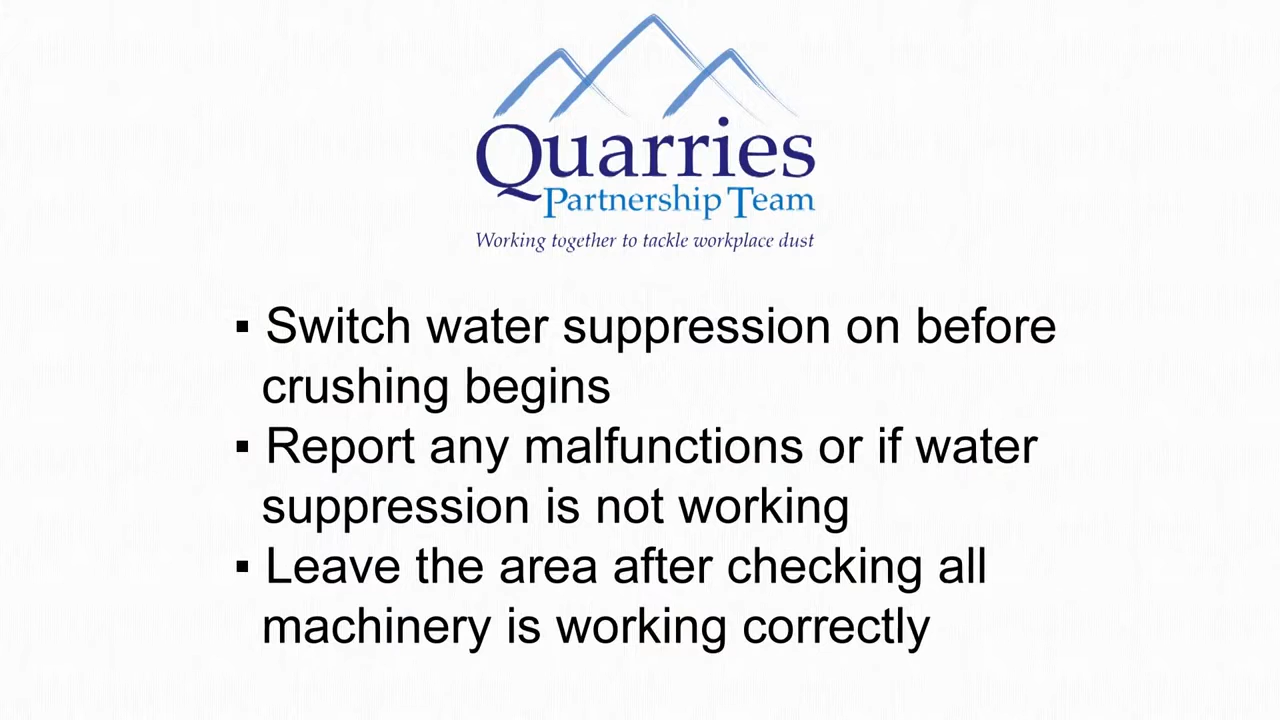 Quarries
Partnership Team
Working together to tackle workplace dust
▪ Switch water suppression on before
crushing begins
▪ Report any malfunctions or if water
suppression is not working
▪ Leave the area after checking all
machinery is working correctly